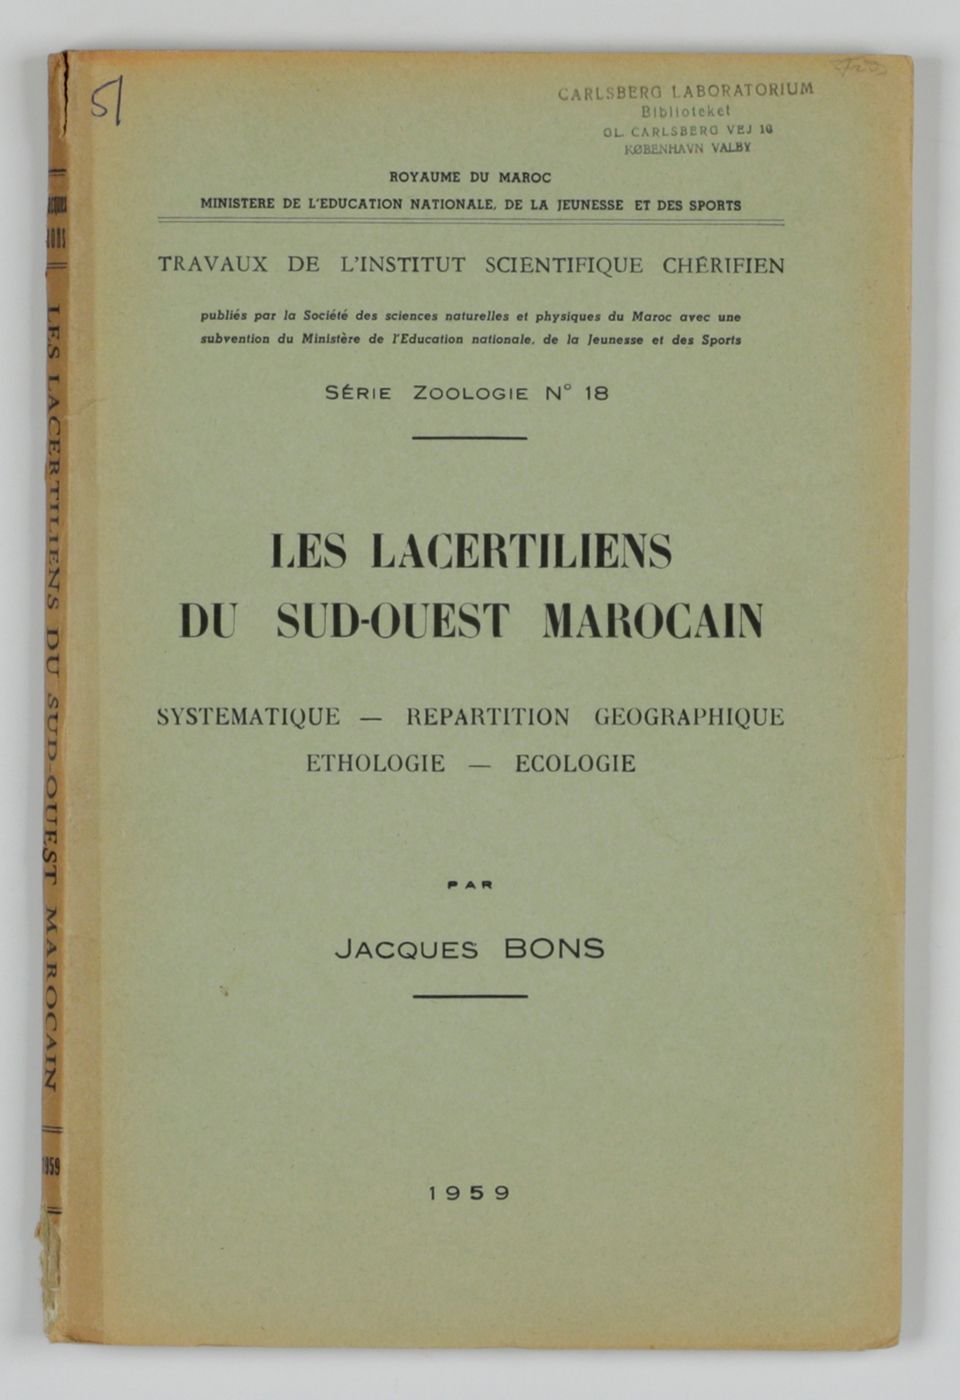 51
CARLSBERG LABORATORIUM
Biblioteket
GL. CARLSBERG VEJ 10
KØBENHAVN VALBY
ROYAUME DU MAROC
MINISTERE DE L'EDUCATION NATIONALE, DE LA JEUNESSE ET DES SPORTS
TRAVAUX DE L'INSTITUT SCIENTIFIQUE CHÉRIFIEN
publiés par la Société des sciences naturelles et physiques du Maroc avec une
subvention du Ministère de l'Education nationale, de la Jeunesse et des Sports
SÉRIE ZOOLOGIE N° 18
LES LACERTILIENS
DU SUD-OUEST MAROCAIN
SYSTEMATIQUE — REPARTITION GEOGRAPHIQUE
ETHOLOGIE — ECOLOGIE
PAR
JACQUES BONS
1959
JACQUES
BONS
LES LACERTILIENS DU SUD-OUEST MAROCAIN
1959